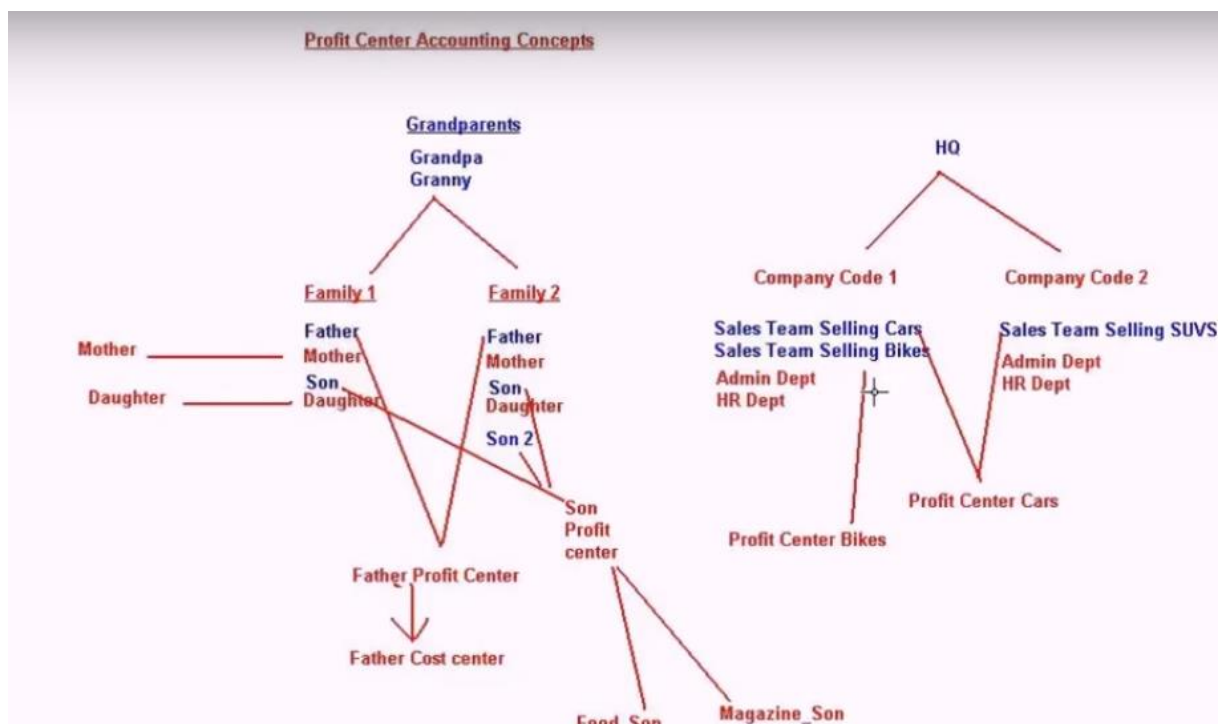 Profit Center Accounting Concepts
Grandparents
Grandpa
Granny
Family 1
Family 2
Father
Mother
Son
Daughter
Father
Mother
Son
Daughter
Son 2
Mother
Daughter
Son
Profit
center
Father Profit Center
Father Cost center
Food_Son
Magazine_Son
HQ
Company Code 1
Company Code 2
Sales Team Selling Cars
Sales Team Selling Bikes
Admin Dept
HR Dept
Sales Team Selling SUVS
Admin Dept
HR Dept
Profit Center Cars
Profit Center Bikes